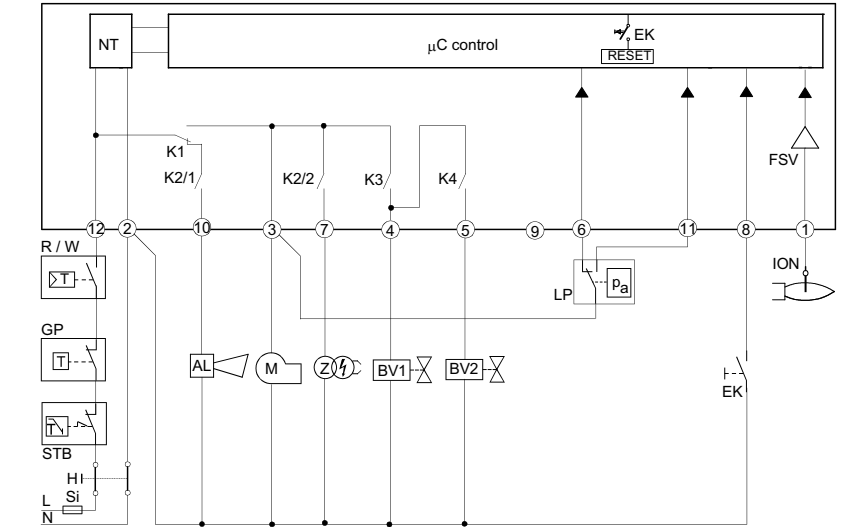 NT
μC control
EK
RESET
FSV
K1
K2/1
K2/2
K3
K4
12
2
10
3
7
4
5
9
6
11
8
1
R / W
T
LP
pa
ION
GP
T
AL
M
Z
BV1
BV2
EK
T
STB
H
Si
L
N